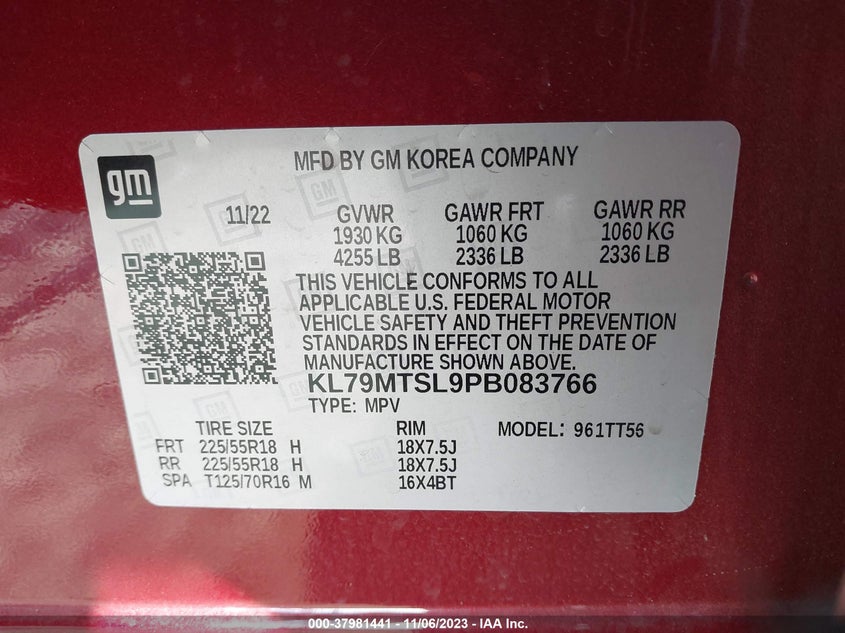 gm
MFD BY GM KOREA COMPANY
11/22 GVWR GAWR FRT GAWR RR
1930 KG 1060 KG 1060 KG
4255 LB 2336 LB 2336 LB
THIS VEHICLE CONFORMS TO ALL
APPLICABLE U.S. FEDERAL MOTOR
VEHICLE SAFETY AND THEFT PREVENTION
STANDARDS IN EFFECT ON THE DATE OF
MANUFACTURE SHOWN ABOVE.
KL79MTSL9PB083766
TYPE: MPV
TIRE SIZE RIM MODEL: 961TT56
FRT 225/55R18 H 18X7.5J
RR 225/55R18 H 18X7.5J
SPA T125/70R16 M 16X4BT
000-37981441 - 11/06/2023 - IAA Inc.